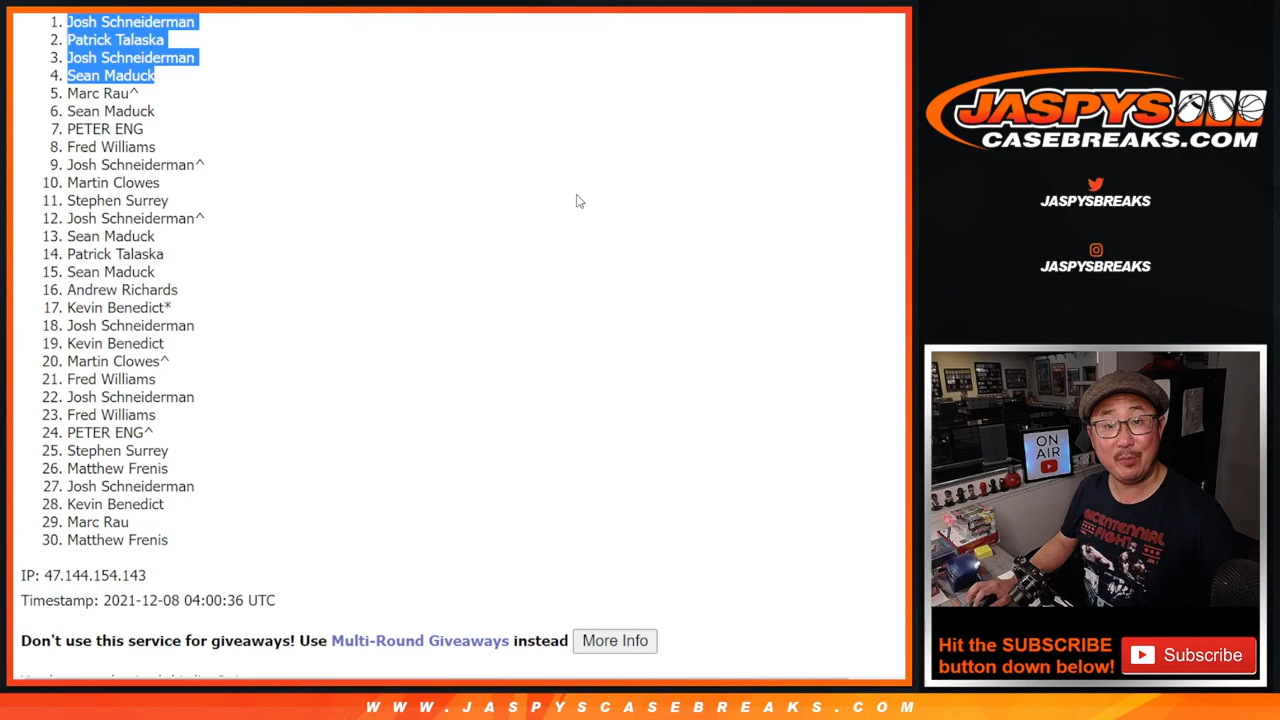 1. Josh Schneiderman
2. Patrick Talaska
3. Josh Schneiderman
4. Sean Maduck
5. Marc Rau^
6. Sean Maduck
7. PETER ENG
8. Fred Williams
9. Josh Schneiderman^
10. Martin Clowes
11. Stephen Surrey
12. Josh Schneiderman^
13. Sean Maduck
14. Patrick Talaska
15. Sean Maduck
16. Andrew Richards
17. Kevin Benedict*
18. Josh Schneiderman
19. Kevin Benedict
20. Martin Clowes^
21. Fred Williams
22. Josh Schneiderman
23. Fred Williams
24. PETER ENG^
25. Stephen Surrey
26. Matthew Frenis
27. Josh Schneiderman
28. Kevin Benedict
29. Marc Rau
30. Matthew Frenis
IP: 47.144.154.143
Timestamp: 2021-12-08 04:00:36 UTC
Don't use this service for giveaways! Use Multi-Round Giveaways instead More Info
JASPYS
CASEBREAKS.COM
JASPYSBREAKS
JASPYSBREAKS
ON
AIR
BICENTENNIAL
FIGHT
Hit the SUBSCRIBE
button down below!
Subscribe
WWW.JASPYSCASEBREAKS.COM